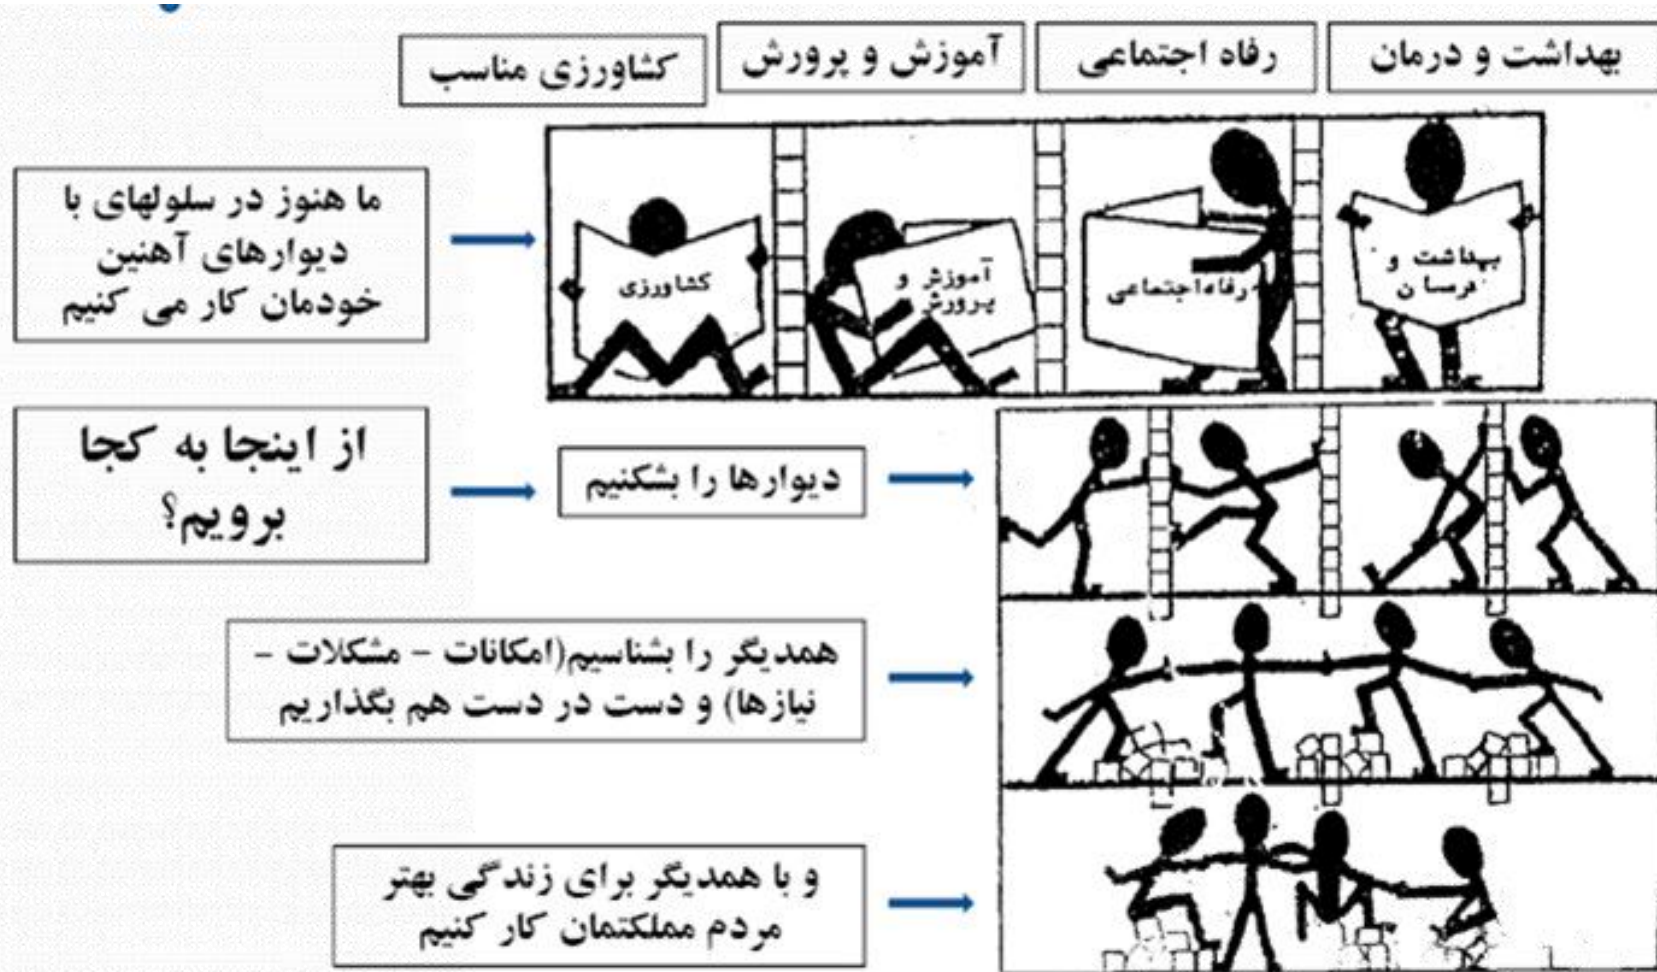 بهداشت و درمان
رفاه اجتماعی
آموزش و پرورش
کشاورزی مناسب
بهداشت و
درمان
رفاه اجتماعی
آموزش و
پرورش
کشاورزی
ما هنوز در سلولهای با
دیوارهای آهنین
خودمان کار می کنیم
از اینجا به کجا
برویم؟
دیوارها را بشکنیم
همدیگر را بشناسیم(امکانات - مشکلات -
نیازها) و دست در دست هم بگذاریم
و با همدیگر برای زندگی بهتر
مردم مملکتمان کار کنیم